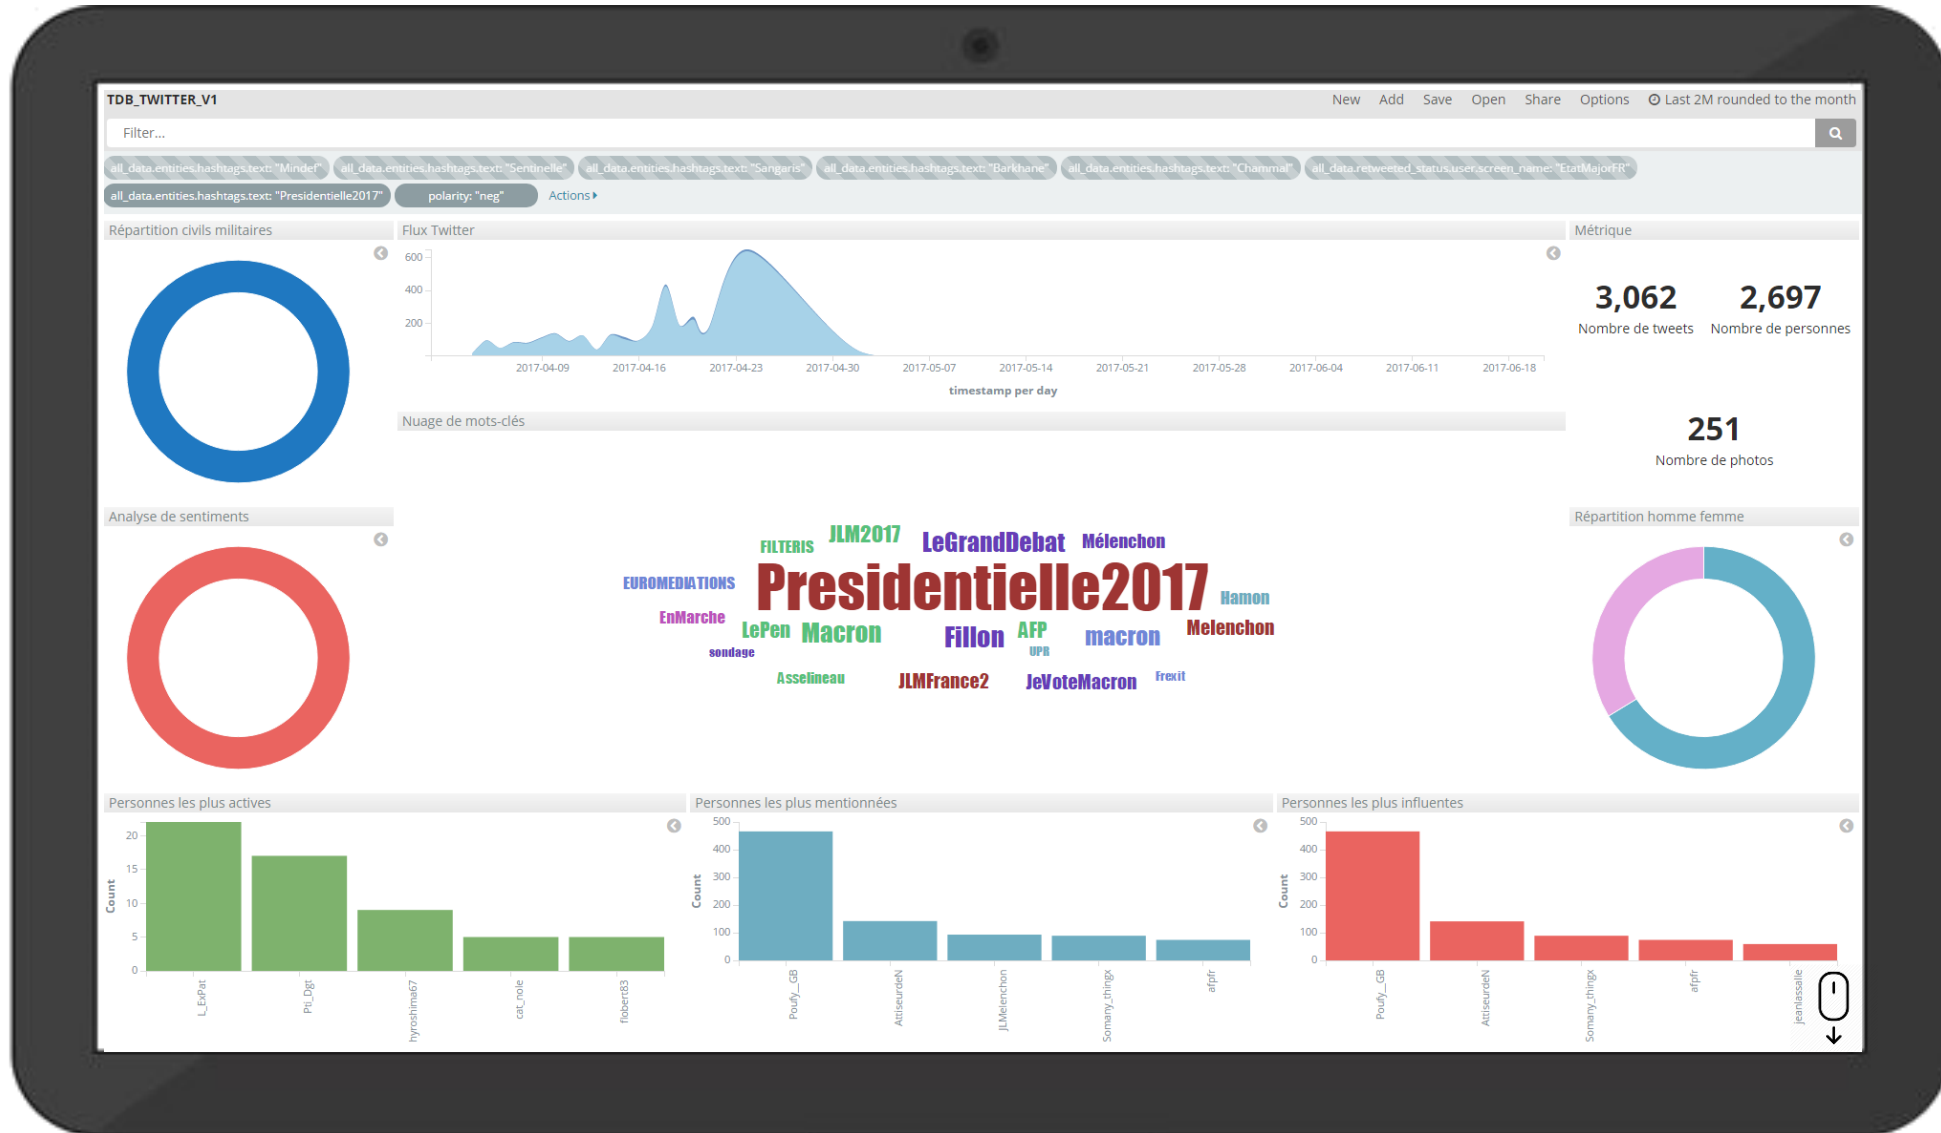 TDB_TWITTER_V1
New Add Save Open Share Options Last 2M rounded to the month
Filter...
all_data.entities.hashtags.text: "Mindef" all_data.entities.hashtags.text: "Sentinelle" all_data.entities.hashtags.text: "Sangaris" all_data.entities.hashtags.text: "Barkhane" all_data.entities.hashtags.text: "Chammal" all_data.retweeted_status.user.screen_name: "EtatMajorFR"
all_data.entities.hashtags.text: "Presidentielle2017" polarity: "neg" Actions
Répartition civils militaires
Flux Twitter
600
400
200
2017-04-09 2017-04-16 2017-04-23 2017-04-30 2017-05-07 2017-05-14 2017-05-21 2017-05-28 2017-06-04 2017-06-11 2017-06-18
timestamp per day
Métrique
3,062 2,697
Nombre de tweets Nombre de personnes
251
Nombre de photos
Nuage de mots-clés
FILTERIS JLM2017 LeGrandDebat Mélenchon
EUROMEDIATIONS Presidentielle2017 Hamon
EnMarche LePen Macron Fillon AFP macron Melenchon
sondage UPR
Asselineau JLMFrance2 JeVoteMacron Frexit
Analyse de sentiments
Répartition homme femme
Personnes les plus actives
Count
20
15
10
5
0
L_ExPat Pti_Dgt hyroshima67 cat_nole flobert83
Personnes les plus mentionnées
Count
500
400
300
200
100
0
Poufy__GB AttiseurdeN JLMelenchon Somany_thingx afpfr
Personnes les plus influentes
Count
500
400
300
200
100
0
Poufy__GB AttiseurdeN Somany_thingx afpfr jeanlassalle